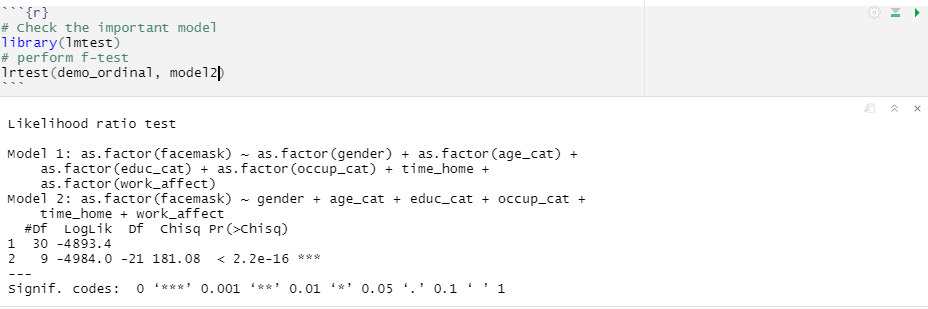 ```{r}
# Check the important model
library(lmtest)
# perform f-test
lrtest(demo_ordinal, model2)
```
Likelihood ratio test
Model 1: as.factor(facemask) ~ as.factor(gender) + as.factor(age_cat) +
    as.factor(educ_cat) + as.factor(occup_cat) + time_home +
    as.factor(work_affect)
Model 2: as.factor(facemask) ~ gender + age_cat + educ_cat + occup_cat +
    time_home + work_affect
  #Df  LogLik  Df  Chisq Pr(>Chisq)
1  30 -4893.4
2   9 -4984.0 -21 181.08  < 2.2e-16 ***
---
Signif. codes:  0 ‘***’ 0.001 ‘**’ 0.01 ‘*’ 0.05 ‘.’ 0.1 ‘ ’ 1